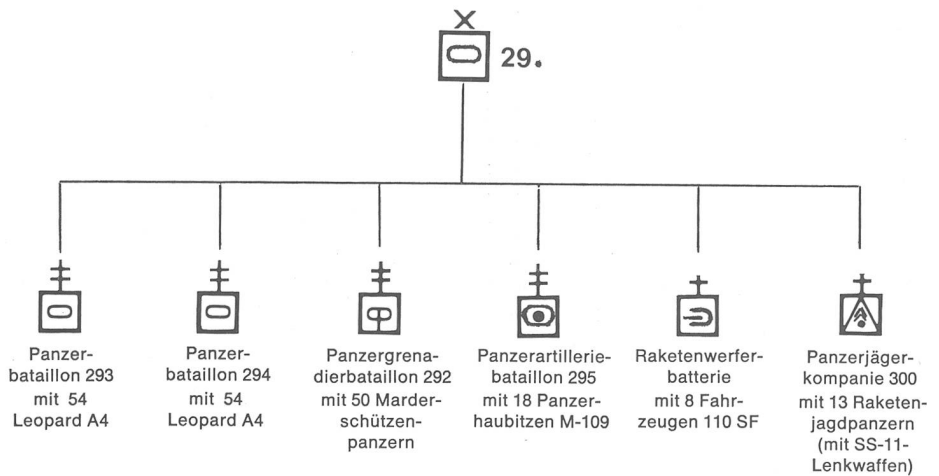 29.
Panzer-
bataillon 293
mit 54
Leopard A4
Panzer-
bataillon 294
mit 54
Leopard A4
Panzergrena-
dierbataillon 292
mit 50 Marder-
schützen-
panzern
Panzerartillerie-
bataillon 295
mit 18 Panzer-
haubitzen M-109
Raketenwerfer-
batterie
mit 8 Fahr-
zeugen 110 SF
Panzerjäger-
kompanie 300
mit 13 Raketen-
jagdpanzern
(mit SS-11-
Lenkwaffen)